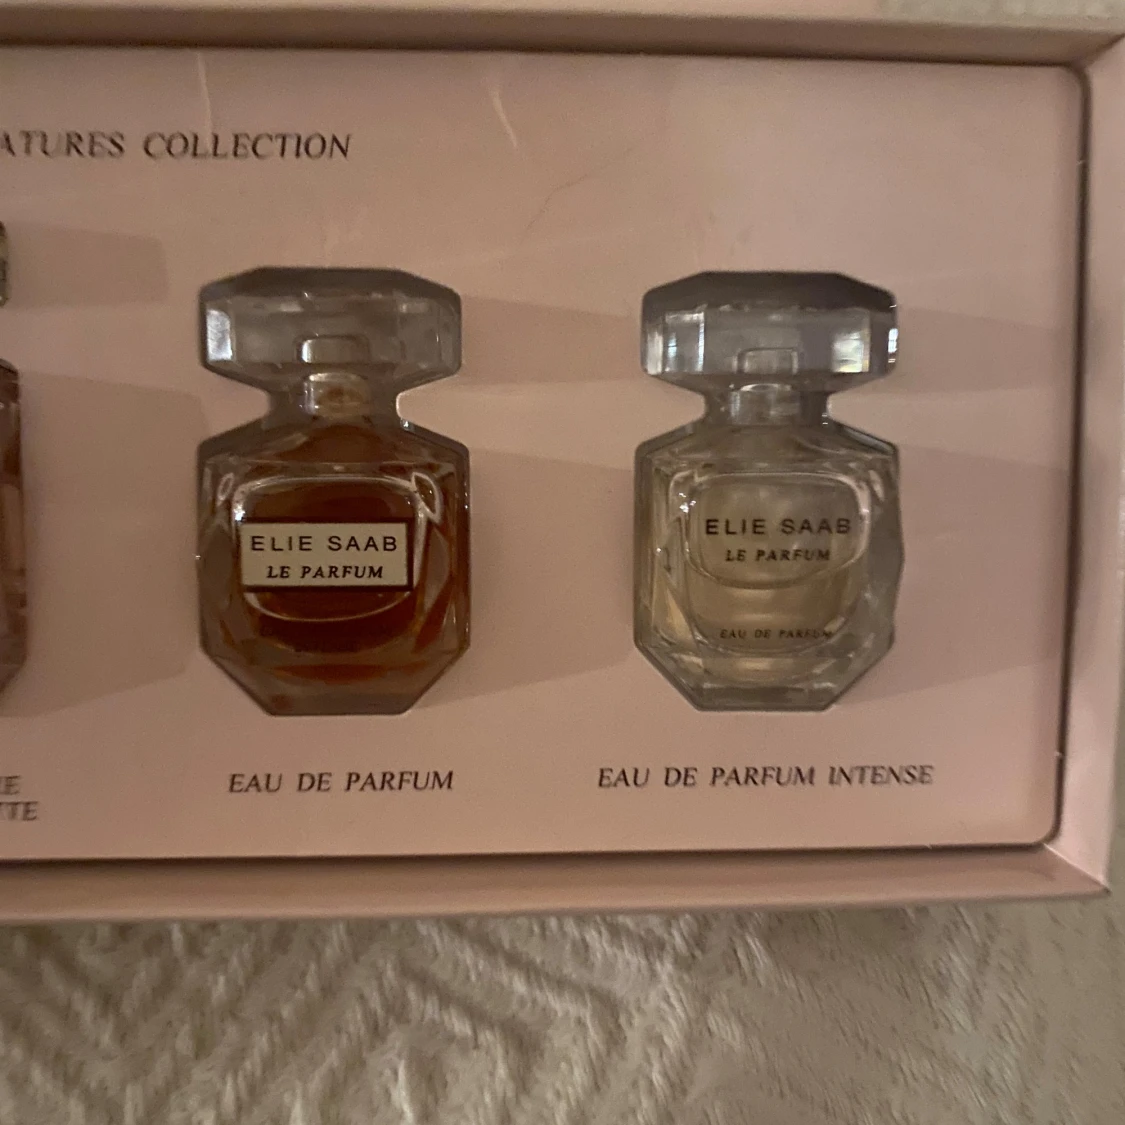 ATURES COLLECTION
ELIE SAAB
LE PARFUM
ELIE SAAB
LE PARFUM
EAU DE PARFUM
EAU DE PARFUM
EAU DE PARFUM INTENSE